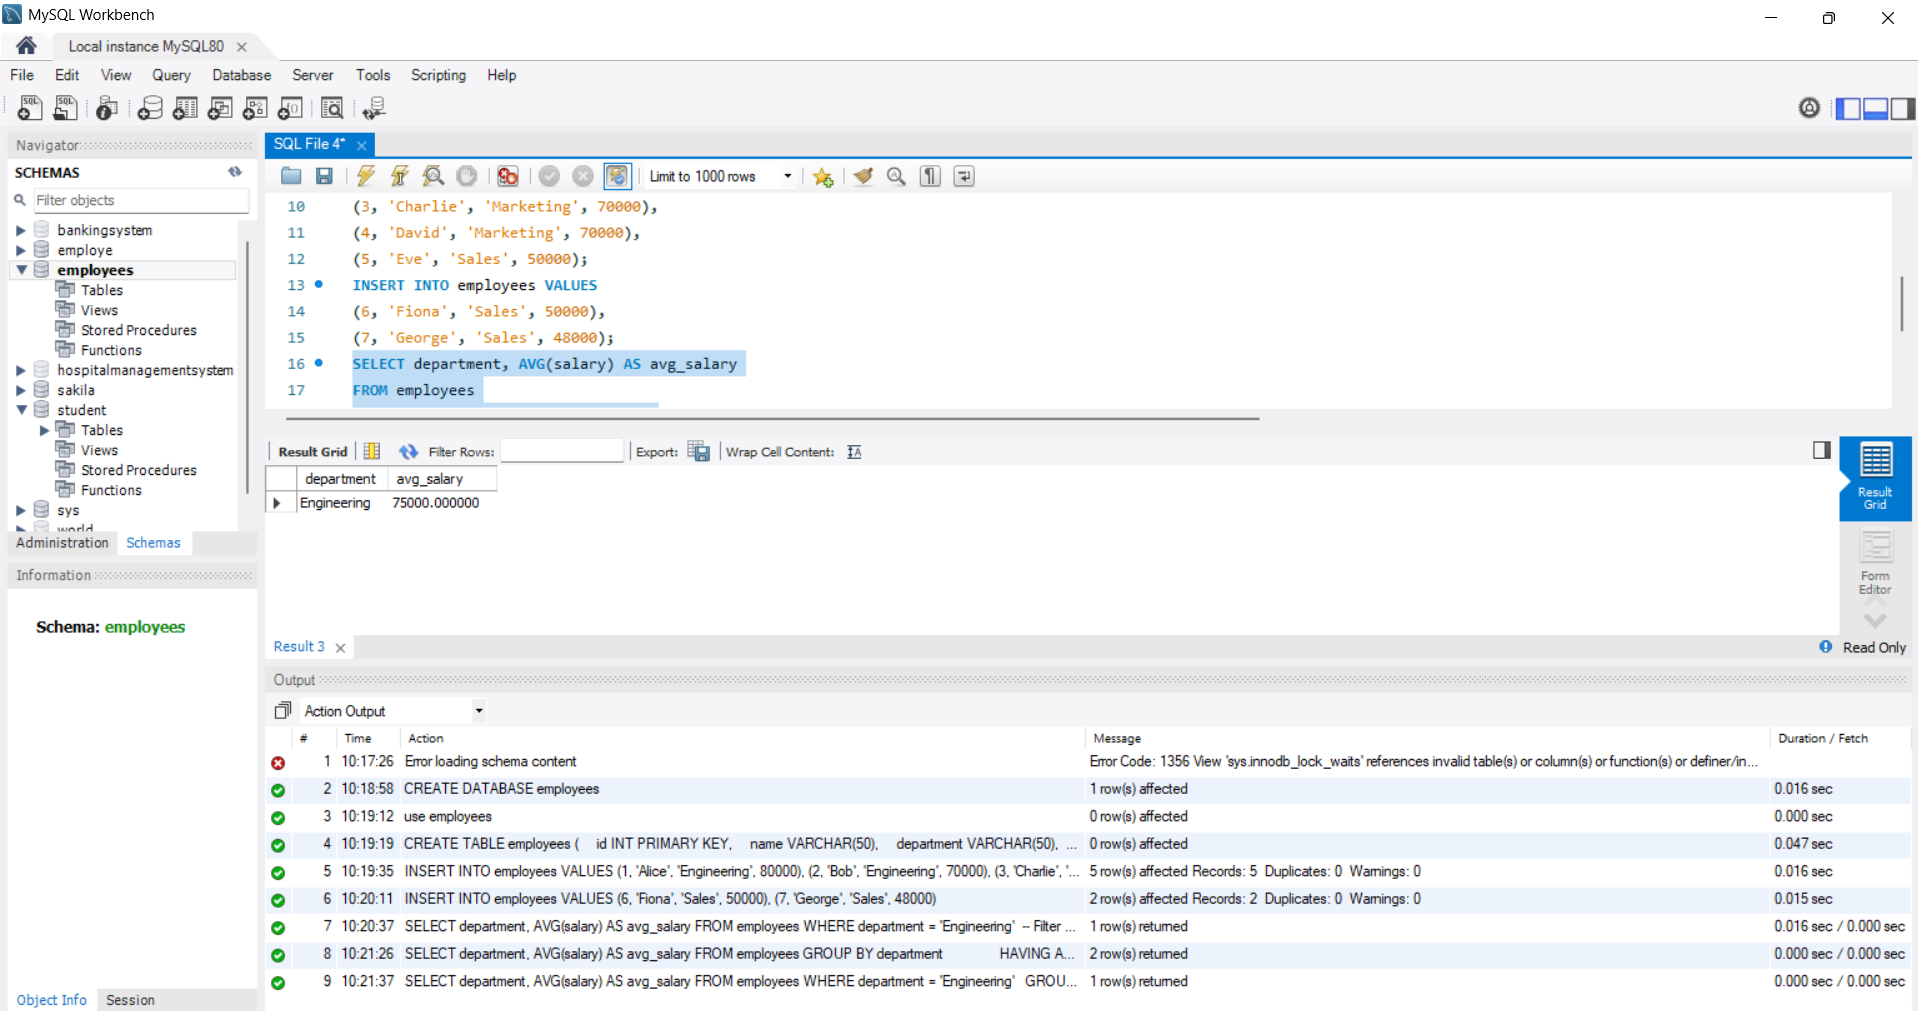 MySQL Workbench
Local instance MySQL80
File Edit View Query Database Server Tools Scripting Help
Navigator
SCHEMAS
Filter objects
bankingsystem
employe
employees
Tables
Views
Stored Procedures
Functions
hospitalmanagementsystem
sakila
student
Tables
Views
Stored Procedures
Functions
sys
world
Administration Schemas
Information
Schema: employees
Object Info Session
SQL File 4*
Limit to 1000 rows
10 (3, 'Charlie', 'Marketing', 70000),
11 (4, 'David', 'Marketing', 70000),
12 (5, 'Eve', 'Sales', 50000);
13 INSERT INTO employees VALUES
14 (6, 'Fiona', 'Sales', 50000),
15 (7, 'George', 'Sales', 48000);
16 SELECT department, AVG(salary) AS avg_salary
17 FROM employees
Result Grid Filter Rows: Export: Wrap Cell Content:
department avg_salary
Engineering 75000.000000
Result Grid
Form Editor
Result 3
Read Only
Output
Action Output
# Time Action Message Duration / Fetch
1 10:17:26 Error loading schema content Error Code: 1356 View 'sys.innodb_lock_waits' references invalid table(s) or column(s) or function(s) or definer/in...
2 10:18:58 CREATE DATABASE employees 1 row(s) affected 0.016 sec
3 10:19:12 use employees 0 row(s) affected 0.000 sec
4 10:19:19 CREATE TABLE employees ( id INT PRIMARY KEY, name VARCHAR(50), department VARCHAR(50), ... 0 row(s) affected 0.047 sec
5 10:19:35 INSERT INTO employees VALUES (1, 'Alice', 'Engineering', 80000), (2, 'Bob', 'Engineering', 70000), (3, 'Charlie', '... 5 row(s) affected Records: 5 Duplicates: 0 Warnings: 0 0.016 sec
6 10:20:11 INSERT INTO employees VALUES (6, 'Fiona', 'Sales', 50000), (7, 'George', 'Sales', 48000) 2 row(s) affected Records: 2 Duplicates: 0 Warnings: 0 0.015 sec
7 10:20:37 SELECT department, AVG(salary) AS avg_salary FROM employees WHERE department = 'Engineering' -- Filter ... 1 row(s) returned 0.016 sec / 0.000 sec
8 10:21:26 SELECT department, AVG(salary) AS avg_salary FROM employees GROUP BY department HAVING A... 2 row(s) returned 0.000 sec / 0.000 sec
9 10:21:37 SELECT department, AVG(salary) AS avg_salary FROM employees WHERE department = 'Engineering' GROU... 1 row(s) returned 0.000 sec / 0.000 sec